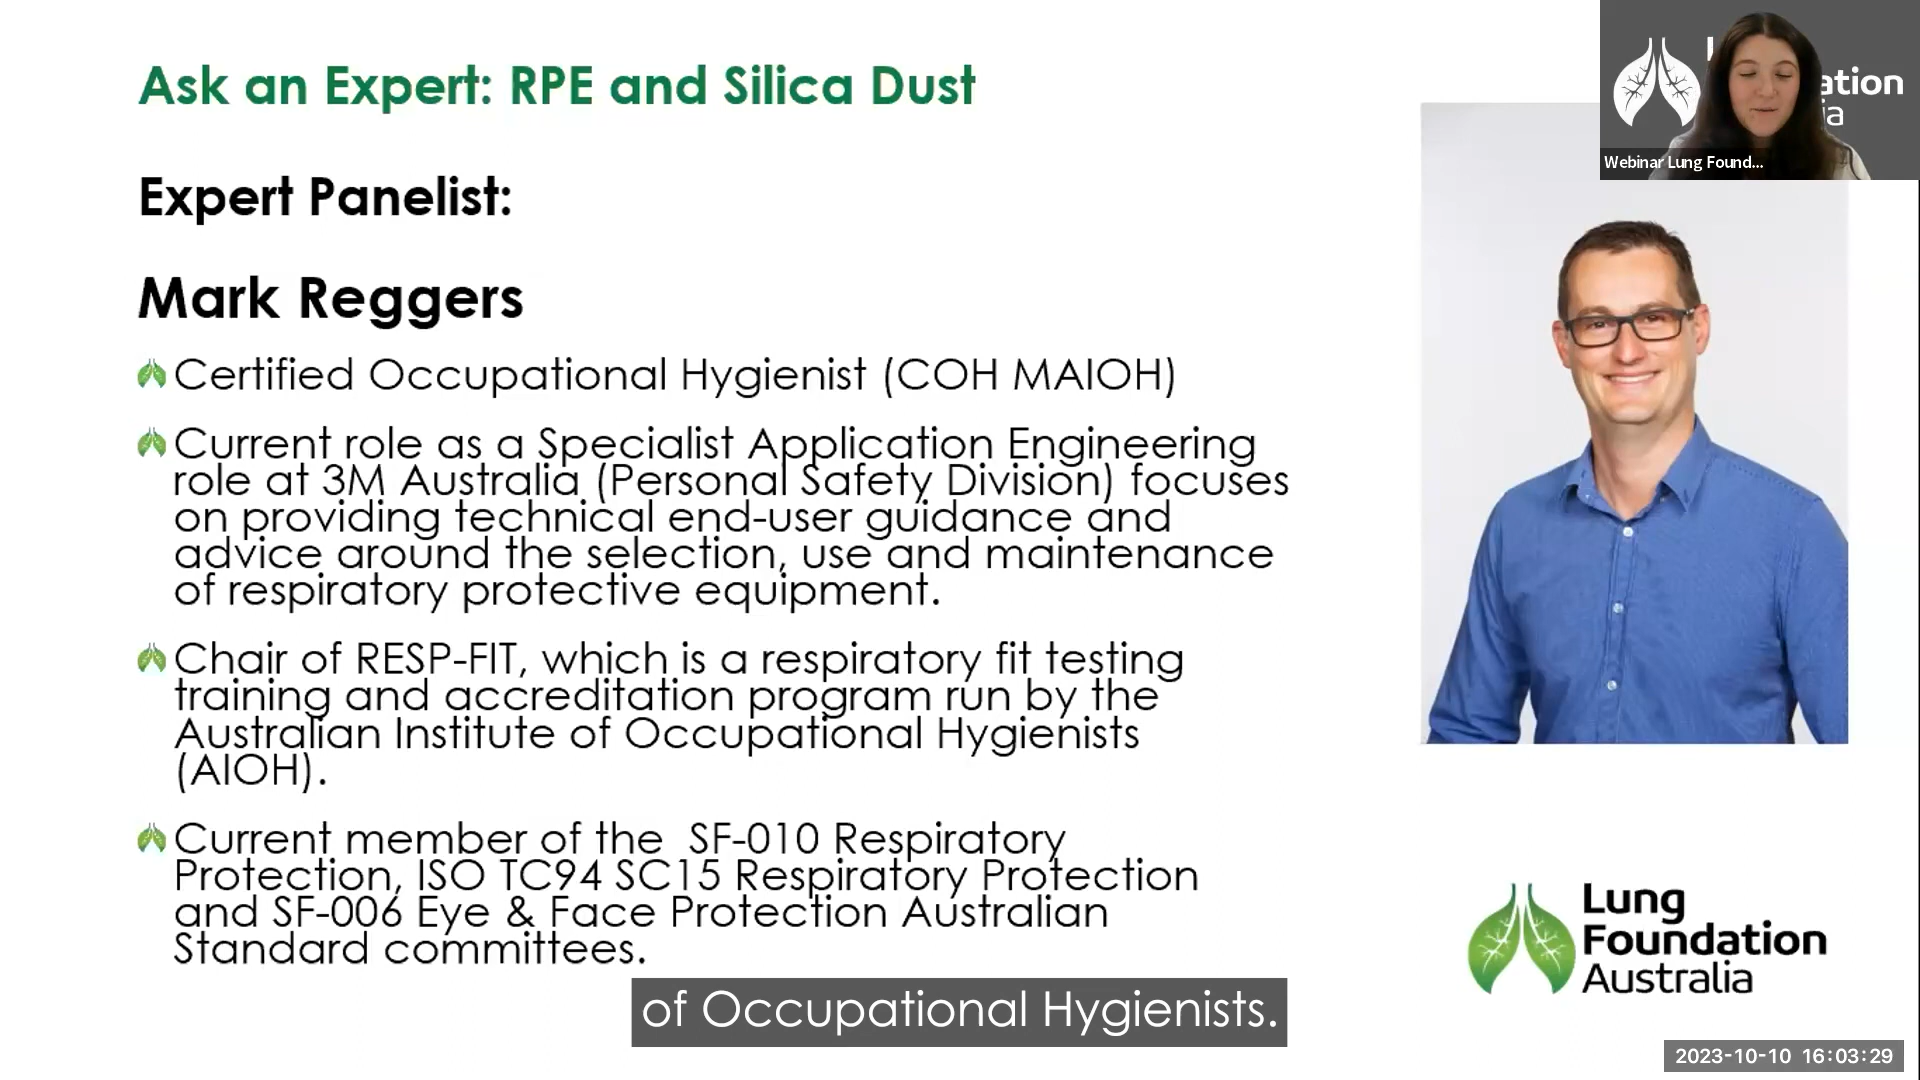 Ask an Expert: RPE and Silica Dust
Expert Panelist:
Mark Reggers
Certified Occupational Hygienist (COH MAIOH)
Current role as a Specialist Application Engineering
role at 3M Australia (Personal Safety Division) focuses
on providing technical end-user guidance and
advice around the selection, use and maintenance
of respiratory protective equipment.
Chair of RESP-FIT, which is a respiratory fit testing
training and accreditation program run by the
Australian Institute of Occupational Hygienists
(AIOH).
Current member of the  SF-010 Respiratory
Protection, ISO TC94 SC15 Respiratory Protection
and SF-006 Eye & Face Protection Australian
Standard committees.
of Occupational Hygienists.
Webinar Lung Found...
Lung
Foundation
Australia
2023-10-10 16:03:29